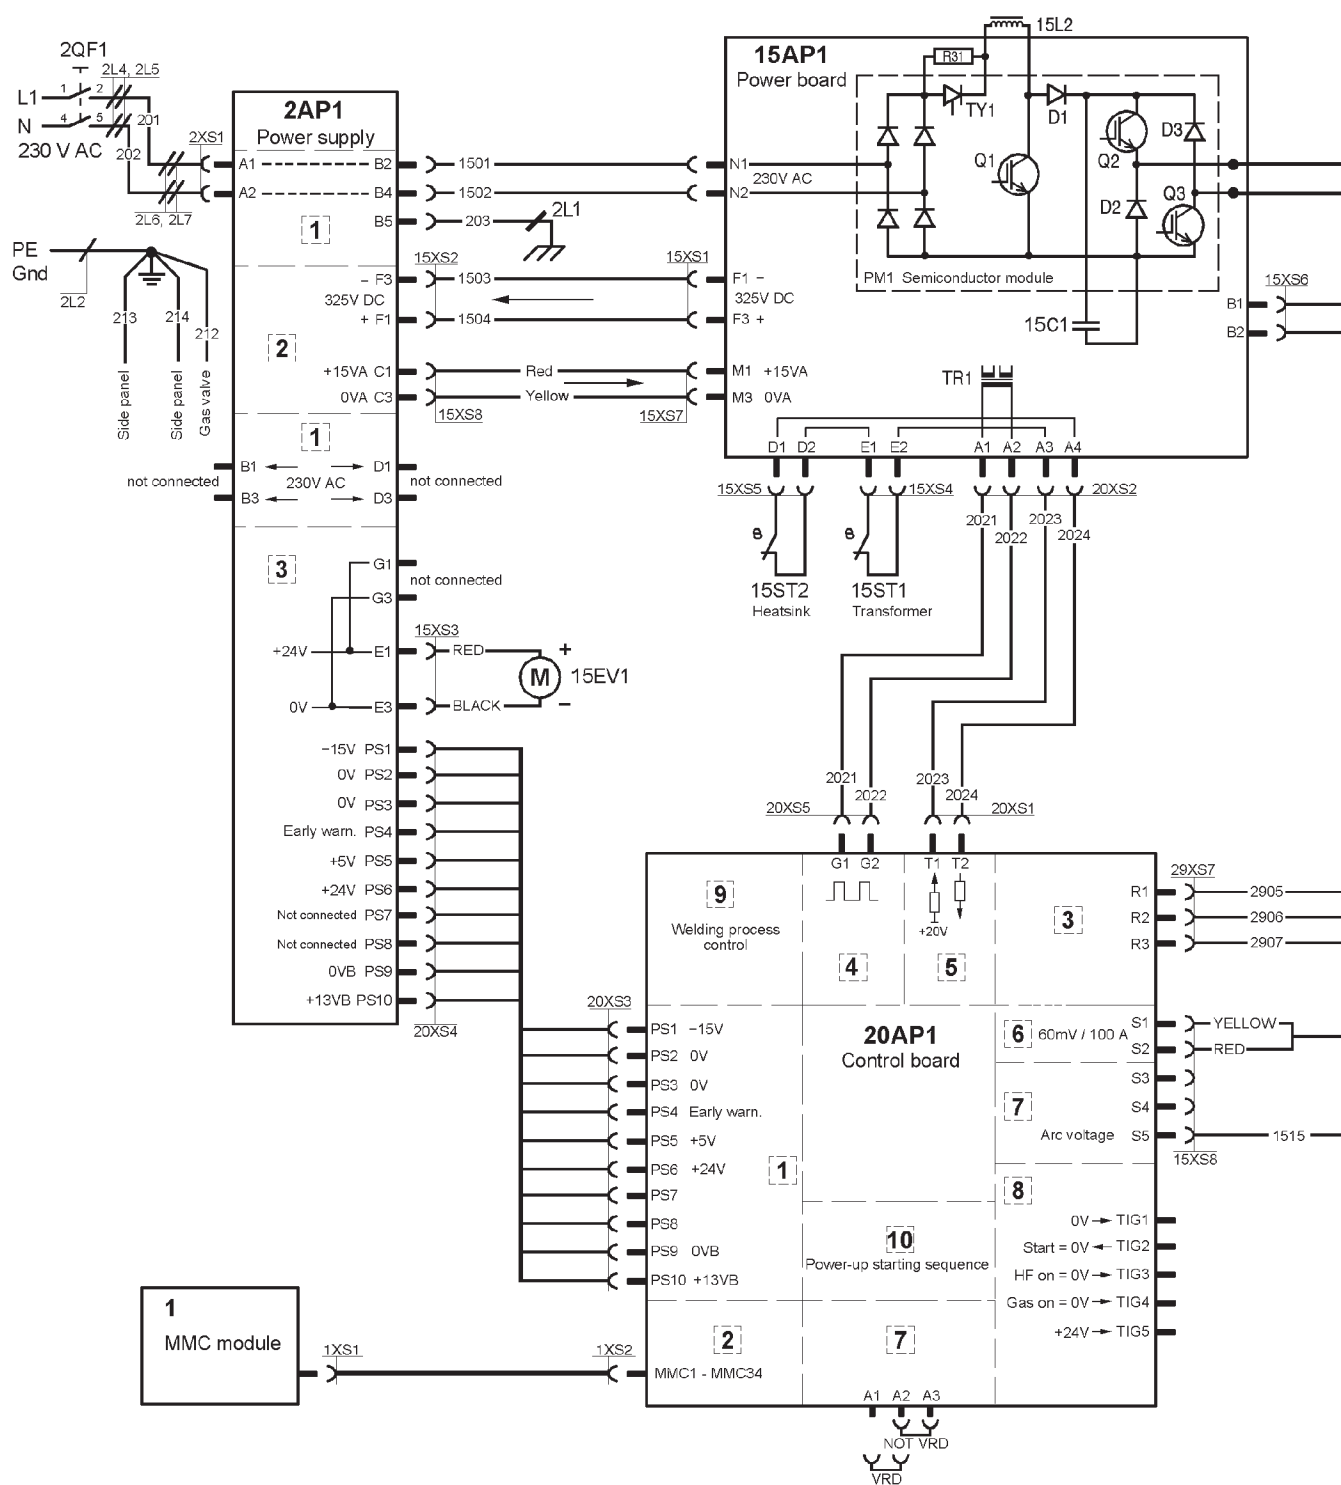 2QF1
2L4, 2L5
L1
1
2
N
4
5
201
202
230 V AC
2XS1
2L6, 2L7
PE
Gnd
2L2
213
214
212
Side panel
Side panel
Gas valve
2AP1
Power supply
A1
B2
1501
A2
B4
1502
B5
203
2L1
1
15XS2
15XS1
– F3
1503
325V DC
+ F1
1504
2
+15VA C1
Red
0VA C3
Yellow
15XS8
15XS7
1
B1
D1
not connected
230V AC
not connected
B3
D3
3
G1
not connected
G3
15XS3
+24V
E1
RED
+
M
15EV1
0V
E3
BLACK
–
–15V PS1
0V PS2
0V PS3
Early warn. PS4
+5V PS5
+24V PS6
Not connected PS7
Not connected PS8
0VB PS9
+13VB PS10
20XS4
15AP1
Power board
15L2
R31
TY1
D1
Q1
Q2
D3
D2
Q3
N1
230V AC
N2
PM1 Semiconductor module
F1 –
325V DC
F3 +
15C1
15XS6
B1
B2
M1 +15VA
M3 0VA
TR1
D1
D2
E1
E2
A1
A2
A3
A4
15XS5
15XS4
20XS2
2021
2022
2023
2024
θ
θ
15ST2
Heatsink
15ST1
Transformer
2021
2022
2023
2024
20XS5
20XS1
G1
G2
T1
T2
+20V
9
Welding process
control
4
5
3
29XS7
R1
2905
R2
2906
R3
2907
20XS3
PS1 –15V
PS2 0V
PS3 0V
PS4 Early warn.
PS5 +5V
PS6 +24V
PS7
PS8
PS9 0VB
PS10 +13VB
1
20AP1
Control board
6
60mV / 100 A
S1
YELLOW
S2
RED
S3
7
S4
Arc voltage
S5
1515
15XS8
8
0V
TIG1
Start = 0V
TIG2
HF on = 0V
TIG3
Gas on = 0V
TIG4
+24V
TIG5
10
Power-up starting sequence
2
7
MMC1 - MMC34
1
MMC module
1XS1
1XS2
A1
A2
A3
NOT VRD
VRD